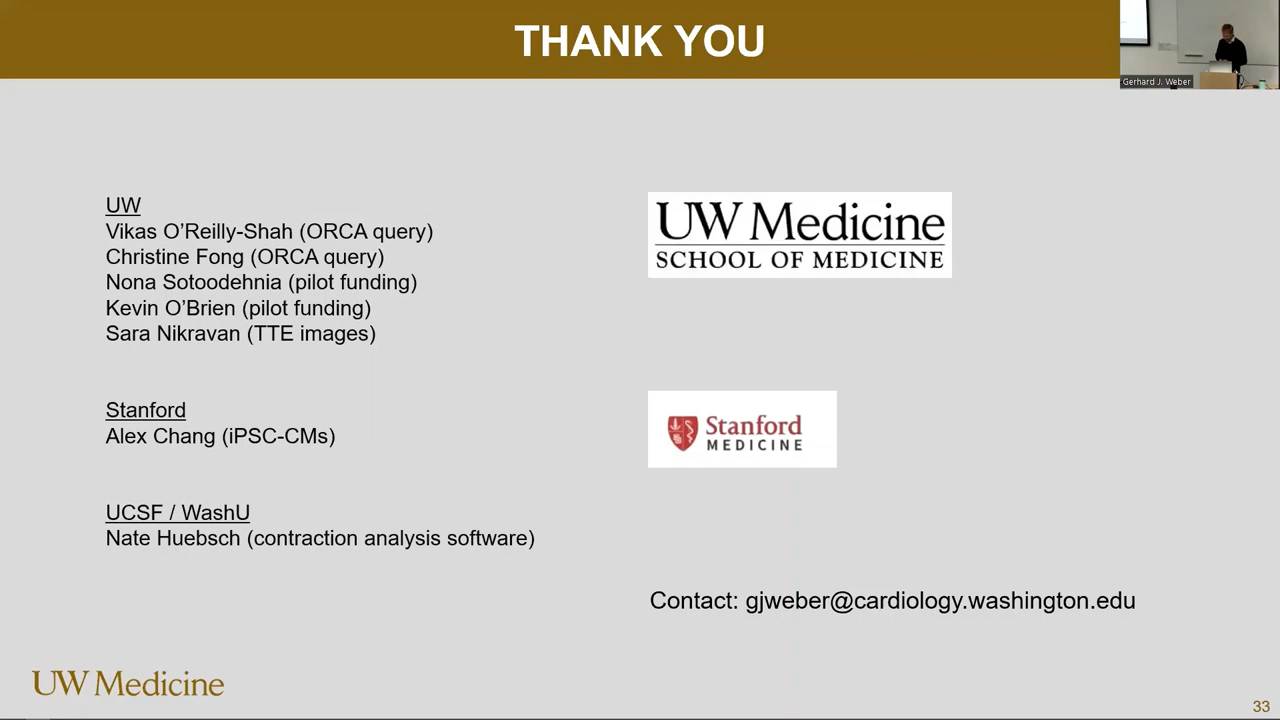 THANK YOU
Gerhard J. Weber
UW
Vikas O’Reilly-Shah (ORCA query)
Christine Fong (ORCA query)
Nona Sotoodehnia (pilot funding)
Kevin O’Brien (pilot funding)
Sara Nikravan (TTE images)
UW Medicine
SCHOOL OF MEDICINE
Stanford
Alex Chang (iPSC-CMs)
Stanford
MEDICINE
UCSF / WashU
Nate Huebsch (contraction analysis software)
Contact: gjweber@cardiology.washington.edu
UW Medicine
33